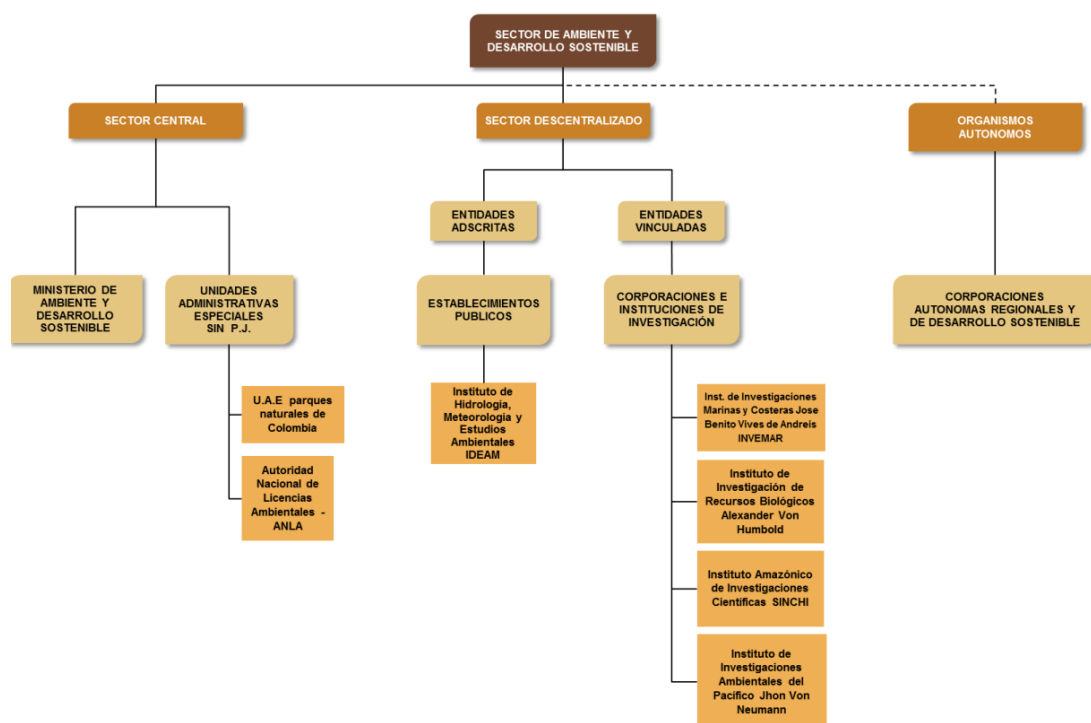 SECTOR DE AMBIENTE Y
DESARROLLO SOSTENIBLE
SECTOR CENTRAL
SECTOR DESCENTRALIZADO
ORGANISMOS
AUTONOMOS
ENTIDADES
ADSCRITAS
ENTIDADES
VINCULADAS
MINISTERIO DE
AMBIENTE Y
DESARROLLO
SOSTENIBLE
UNIDADES
ADMINISTRATIVAS
ESPECIALES
SIN P.J.
ESTABLECIMIENTOS
PUBLICOS
CORPORACIONES E
INSTITUCIONES DE
INVESTIGACIÓN
CORPORACIONES
AUTONOMAS REGIONALES Y
DE DESARROLLO SOSTENIBLE
U.A.E parques
naturales de
Colombia
Autoridad
Nacional de
Licencias
Ambientales -
ANLA
Instituto de
Hidrología,
Meteorología y
Estudios
Ambientales
IDEAM
Inst. de Investigaciones
Marinas y Costeras Jose
Benito Vives de Andreis
INVEMAR
Instituto de
Investigación de
Recursos Biológicos
Alexander Von
Humbold
Instituto Amazónico
de Investigaciones
Científicas SINCHI
Instituto de
Investigaciones
Ambientales del
Pacífico Jhon Von
Neumann